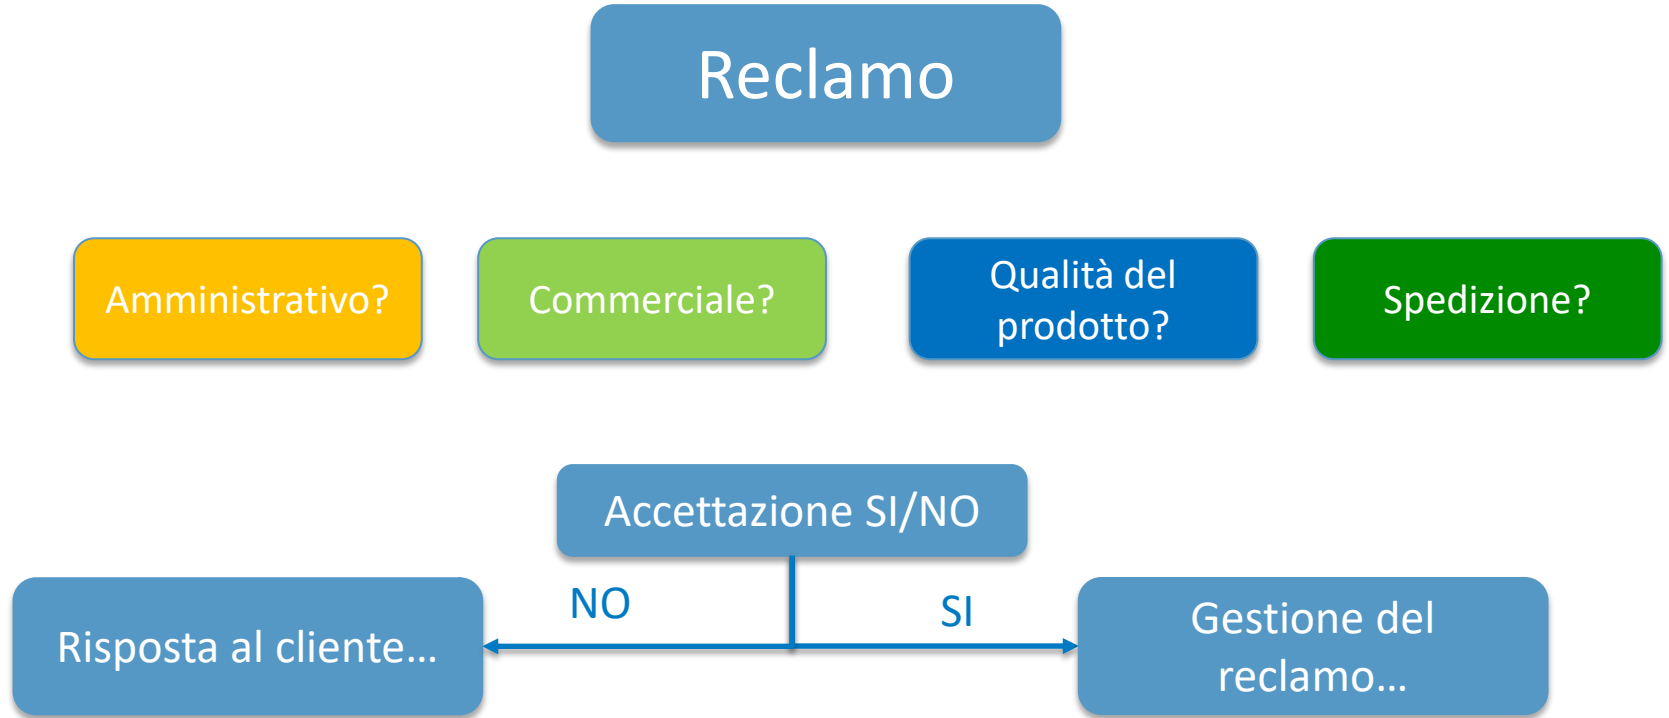 Reclamo
Amministrativo?
Commerciale?
Qualità del
prodotto?
Spedizione?
Accettazione SI/NO
NO
SI
Risposta al cliente…
Gestione del
reclamo…